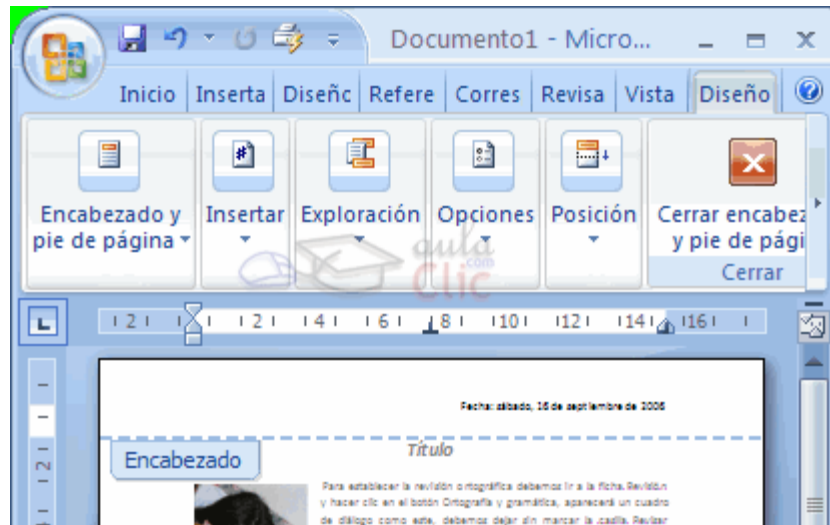 Documento1 - Micro...
Inicio Inserta Diseñc Refere Corres Revisa Vista Diseño
Encabezado y
pie de página
Insertar
Exploración
Opciones
Posición
Cerrar encabez
y pie de pági
Cerrar
aula
.com
Clic
L 2 2 4 6 8 10 12 14 16
Fecha: sábado, 16 de septiembre de 2006
Título
Encabezado
2
Para establecer la revisión ortográfica debemos ir a la ficha Revisión
y hacer clic en el botón Ortografía y gramática, aparecerá un cuadro
de diálogo como este, debemos dejar sin marcar la casilla Revisar